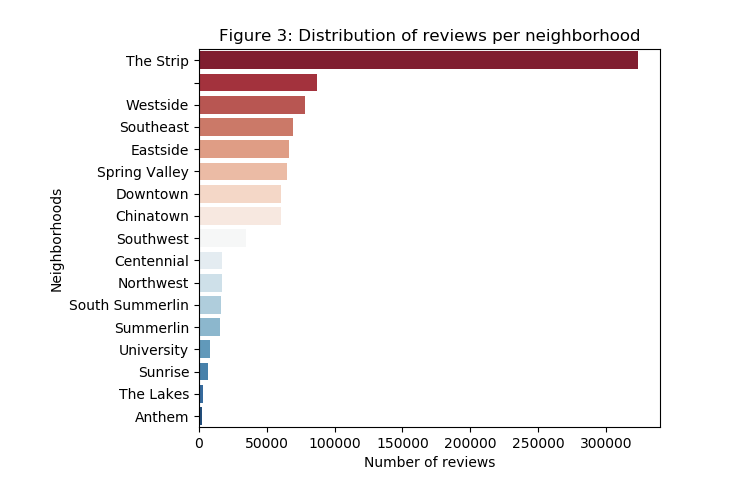 Figure 3: Distribution of reviews per neighborhood
The Strip
Westside
Southeast
Eastside
Spring Valley
Downtown
Chinatown
Southwest
Centennial
Northwest
South Summerlin
Summerlin
University
Sunrise
The Lakes
Anthem
Neighborhoods
0 50000 100000 150000 200000 250000 300000
Number of reviews